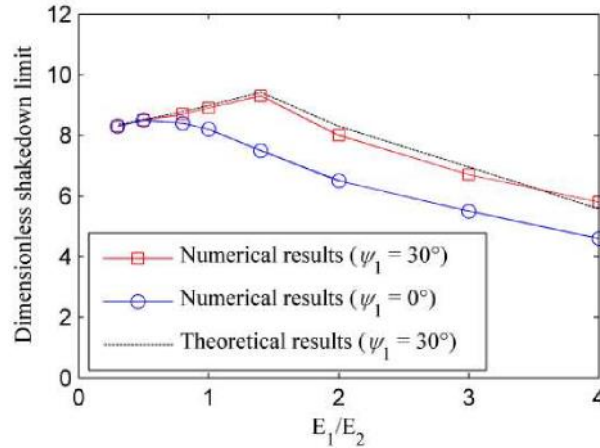 Dimensionless shakedown limit
12
10
8
6
4
2
0
Numerical results (ψ₁ = 30°)
Numerical results (ψ₁ = 0°)
Theoretical results (ψ₁ = 30°)
0 1 2 3 4
E₁/E₂